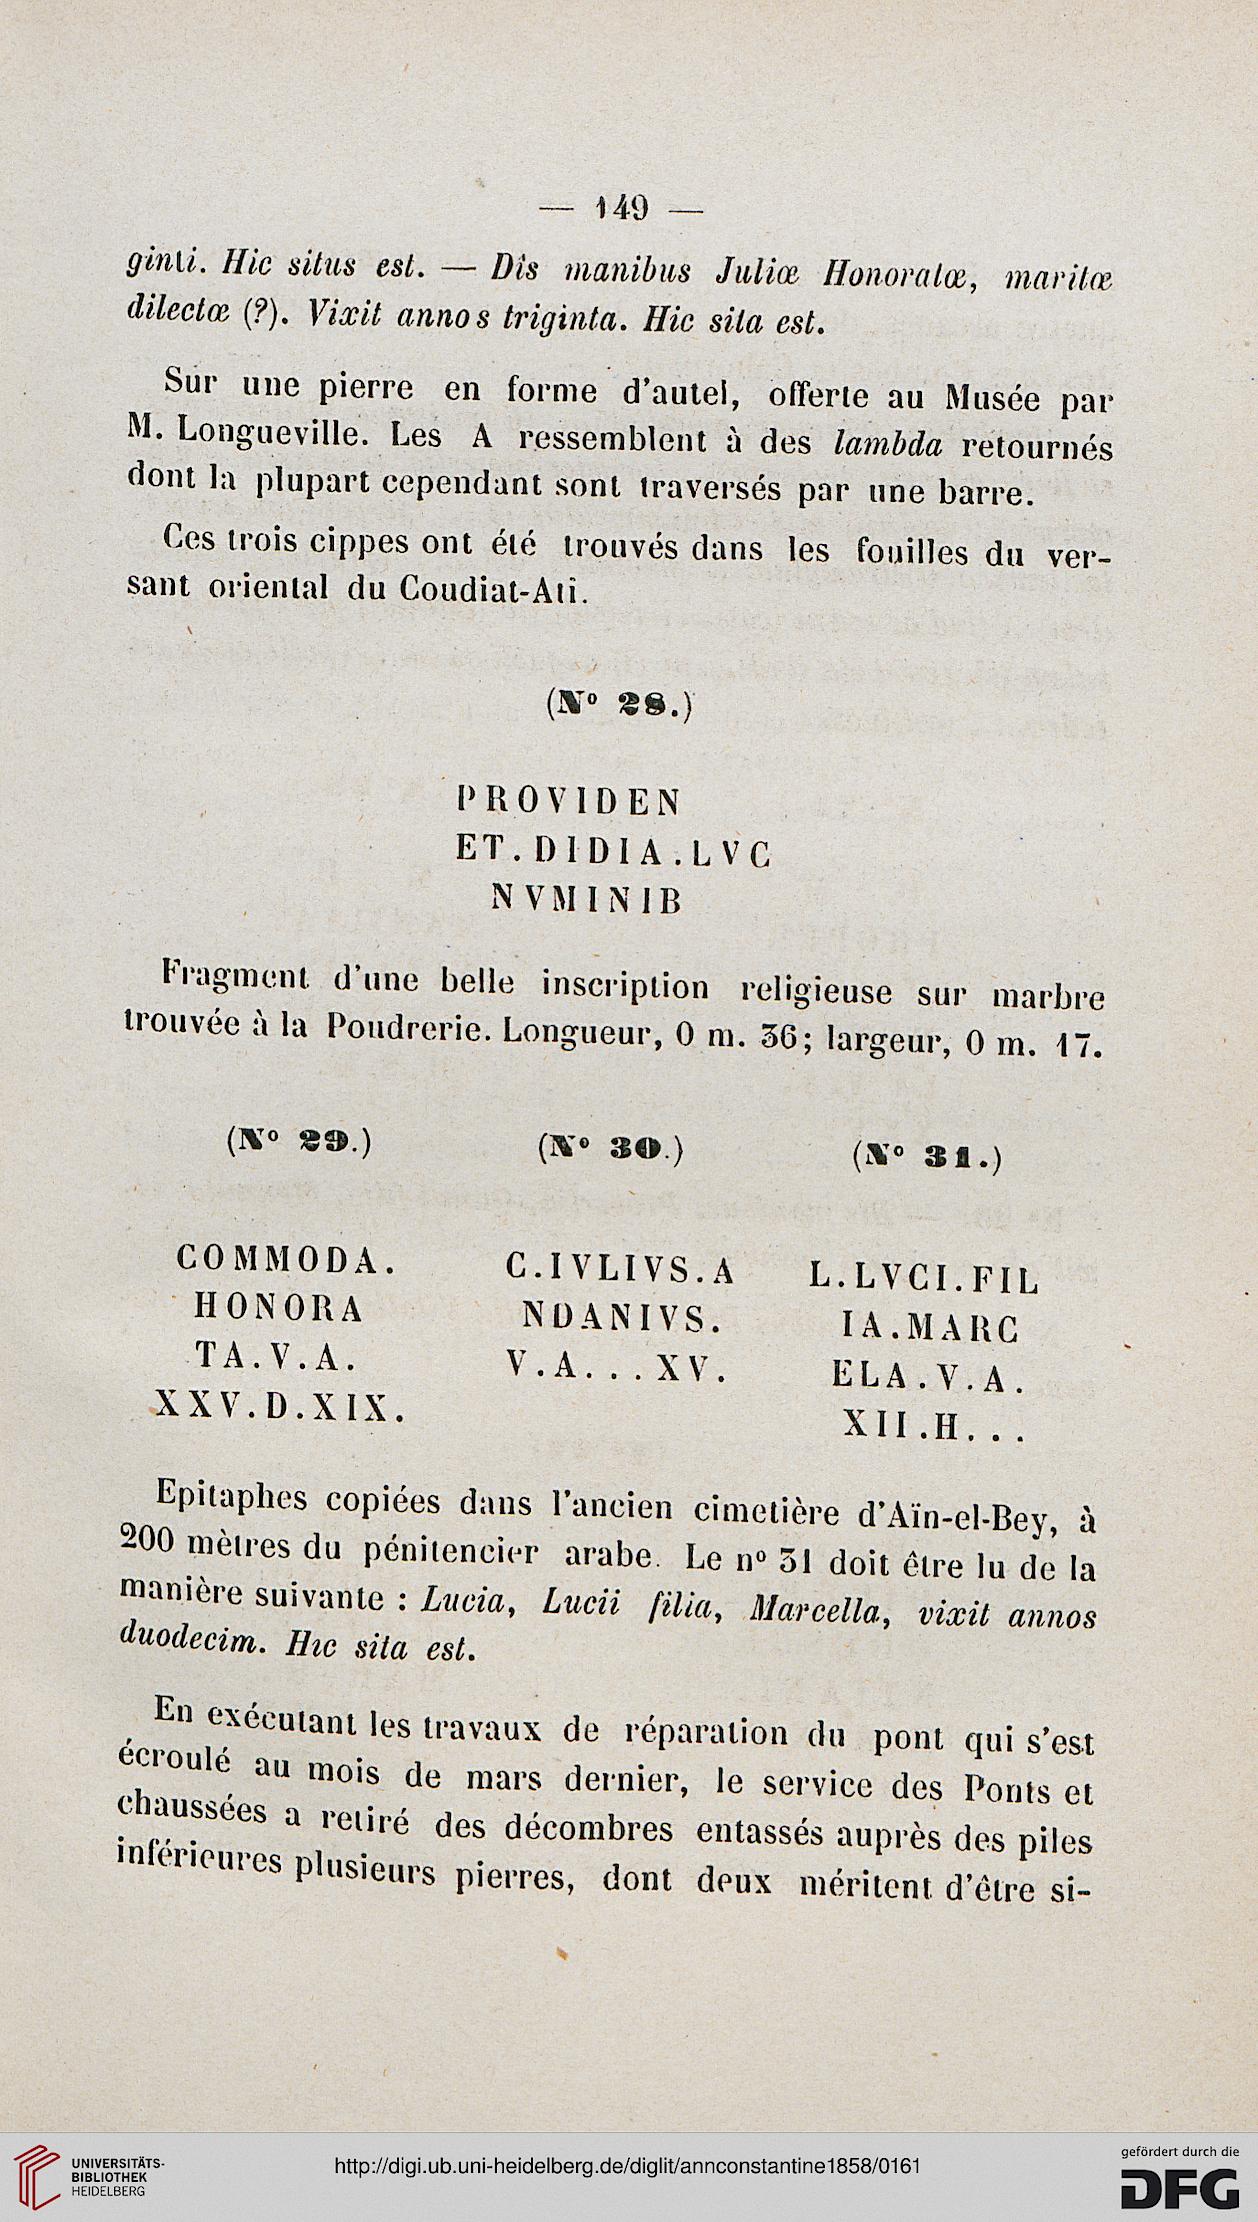 — 149 —
ginti. Hic situs est. — Dîs manibus Juliæ Honoratæ, maritæ
dilectæ (?). Vixit annos triginta. Hic sita est.
Sur une pierre en forme d'autel, offerte au Musée par
M. Longueville. Les A ressemblent à des lambda retournés
dont la plupart cependant sont traversés par une barre.
Ces trois cippes ont été trouvés dans les fouilles du ver-
sant oriental du Coudiat-Ati.
(N° 28.)
PROVIDEN
ET.DIDIA.LVC
NVMINIB
Fragment d'une belle inscription religieuse sur marbre
trouvée à la Poudrerie. Longueur, 0 m. 36; largeur, 0 m. 17.
(N° 29.)
COMMODA.
HONORA
TA.V.A.
XXV.D.XIX.
(N° 30.)
C.IVLIVS.A
NDANIVS.
V.A...XV.
(N° 31.)
L.LVCI.FIL
IA.MARC
ELA.V.A.
XII.H...
Epitaphes copiées dans l'ancien cimetière d'Aïn-el-Bey, à
200 mètres du pénitencier arabe. Le n° 31 doit être lu de la
manière suivante : Lucia, Lucii filia, Marcella, vixit annos
duodecim. Hic sita est.
En exécutant les travaux de réparation du pont qui s'est
écroulé au mois de mars dernier, le service des Ponts et
chaussées a retiré des décombres entassés auprès des piles
inférieures plusieurs pierres, dont deux méritent d'être si-
UNIVERSITÄTS-
BIBLIOTHEK
HEIDELBERG
http://digi.ub.uni-heidelberg.de/diglit/annconstantine1858/0161
gefördert durch die
DFG